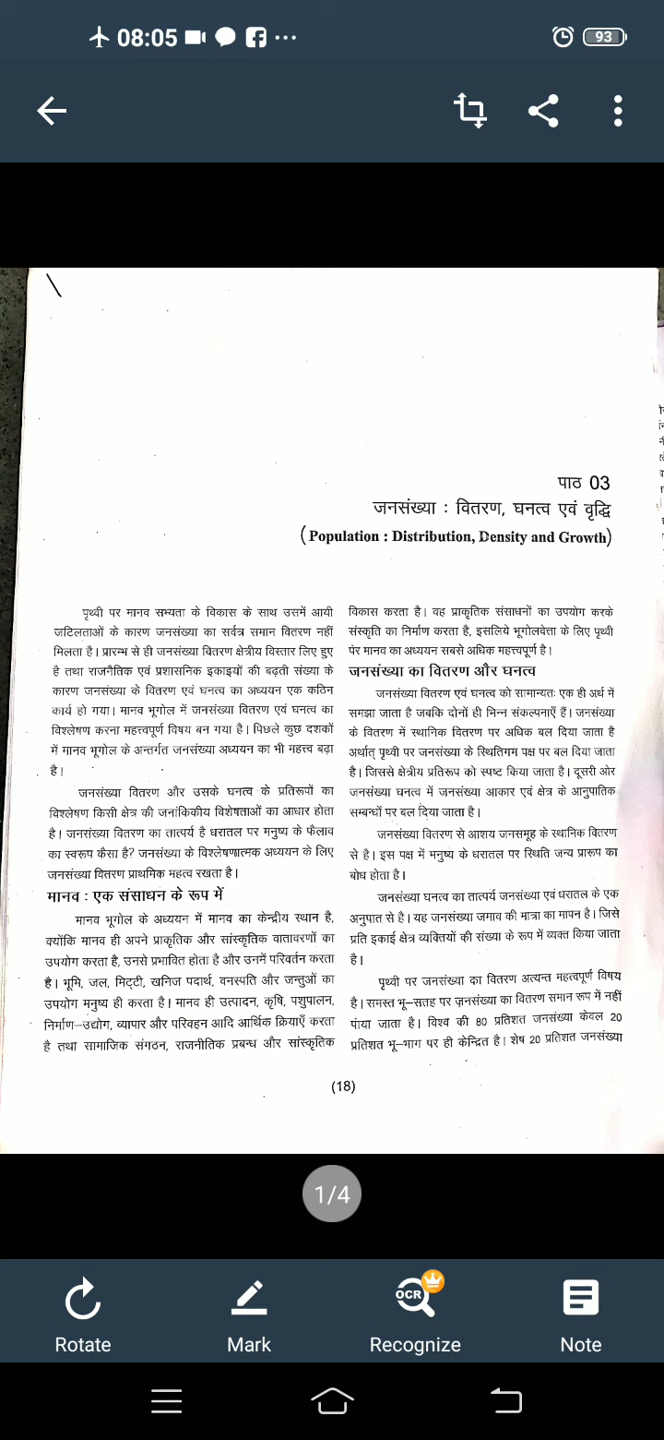 08:05
93
पाठ 03
जनसंख्या : वितरण, घनत्व एवं वृद्धि
(Population : Distribution, Density and Growth)
पृथ्वी पर मानव सभ्यता के विकास के साथ उसमें आयी
जटिलताओं के कारण जनसंख्या का सर्वत्र समान वितरण नहीं
मिलता है। प्रारम्भ से ही जनसंख्या वितरण क्षेत्रीय विस्तार लिए हुए
है तथा राजनैतिक एवं प्रशासनिक इकाइयों की बढ़ती संख्या के
कारण जनसंख्या के वितरण एवं घनत्व का अध्ययन एक कठिन
कार्य हो गया। मानव भूगोल में जनसंख्या वितरण एवं घनत्व का
विश्लेषण करना महत्त्वपूर्ण विषय बन गया है। पिछले कुछ दशकों
में मानव भूगोल के अन्तर्गत जनसंख्या अध्ययन का भी महत्त्व बढ़ा
है।
जनसंख्या वितरण और उसके घनत्व के प्रतिरूपों का
विश्लेषण किसी क्षेत्र की जनांकिकीय विशेषताओं का आधार होता
है। जनसंख्या वितरण का तात्पर्य है धरातल पर मनुष्य के फैलाव
का स्वरूप कैसा है? जनसंख्या के विश्लेषणात्मक अध्ययन के लिए
जनसंख्या वितरण प्राथमिक महत्व रखता है।
मानव : एक संसाधन के रूप में
मानव भूगोल के अध्ययन में मानव का केन्द्रीय स्थान है,
क्योंकि मानव ही अपने प्राकृतिक और सांस्कृतिक वातावरणों का
उपयोग करता है, उनसे प्रभावित होता है और उनमें परिवर्तन करता
है। भूमि, जल, मिट्टी, खनिज पदार्थ, वनस्पति और जन्तुओं का
उपयोग मनुष्य ही करता है। मानव ही उत्पादन, कृषि, पशुपालन,
निर्माण-उद्योग, व्यापार और परिवहन आदि आर्थिक क्रियाएँ करता
है तथा सामाजिक संगठन, राजनीतिक प्रबन्ध और सांस्कृतिक
विकास करता है। वह प्राकृतिक संसाधनों का उपयोग करके
संस्कृति का निर्माण करता है, इसलिये भूगोलवेत्ता के लिए पृथ्वी
पर मानव का अध्ययन सबसे अधिक महत्त्वपूर्ण है।
जनसंख्या का वितरण और घनत्व
जनसंख्या वितरण एवं घनत्व को सामान्यतः एक ही अर्थ में
समझा जाता है जबकि दोनों ही भिन्न संकल्पनाएँ हैं। जनसंख्या
के वितरण में स्थानिक वितरण पर अधिक बल दिया जाता है
अर्थात् पृथ्वी पर जनसंख्या के स्थितिगम पक्ष पर बल दिया जाता
है। जिससे क्षेत्रीय प्रतिरूप को स्पष्ट किया जाता है। दूसरी ओर
जनसंख्या घनत्व में जनसंख्या आकार एवं क्षेत्र के आनुपातिक
सम्बन्धों पर बल दिया जाता है।
जनसंख्या वितरण से आशय जनसमूह के स्थानिक वितरण
से है। इस पक्ष में मनुष्य के धरातल पर स्थिति जन्य प्रारूप का
बोध होता है।
जनसंख्या घनत्व का तात्पर्य जनसंख्या एवं धरातल के एक
अनुपात से है। यह जनसंख्या जमाव की मात्रा का मापन है। जिसे
प्रति इकाई क्षेत्र व्यक्तियों की संख्या के रूप में व्यक्त किया जाता
है।
पृथ्वी पर जनसंख्या का वितरण अत्यन्त महत्वपूर्ण विषय
है। समस्त भू-सतह पर जनसंख्या का वितरण समान रूप में नहीं
पाया जाता है। विश्व की 80 प्रतिशत जनसंख्या केवल 20
प्रतिशत भू-भाग पर ही केन्द्रित है। शेष 20 प्रतिशत जनसंख्या
(18)
1/4
OCR
Rotate
Mark
Recognize
Note